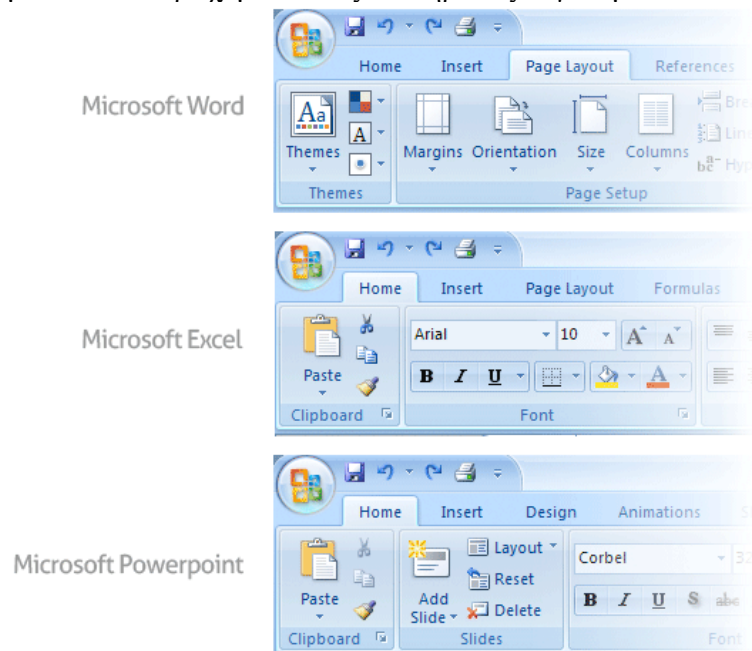 Home Insert Page Layout References
Microsoft Word
Aa
A
Themes Margins Orientation Size Columns
Themes Page Setup
Home Insert Page Layout Formulas
Microsoft Excel
Arial 10 A A
Paste B I U A
Clipboard Font
Home Insert Design Animations
Microsoft Powerpoint
Layout
Corbel 32
Reset
Paste Add
Slide Delete
B I U S abc
Clipboard Slides Font